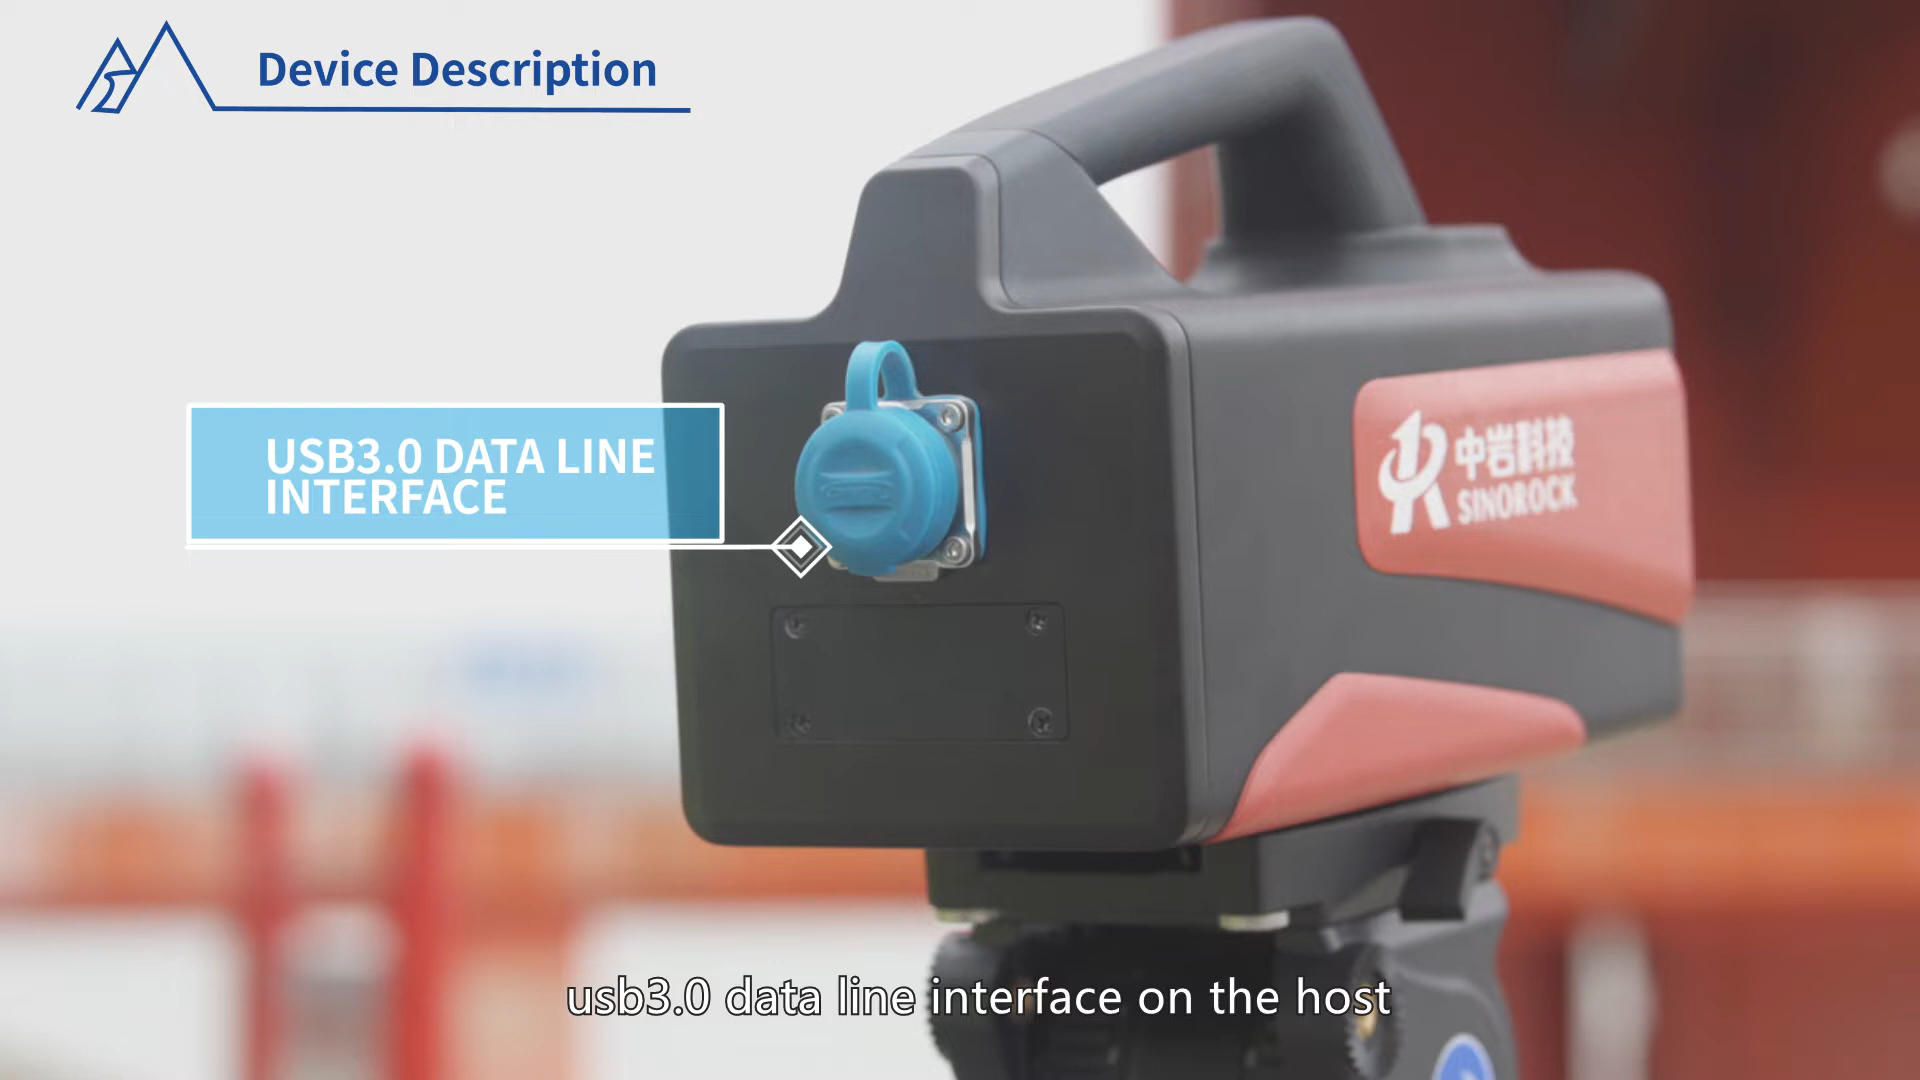 Device Description
USB3.0 DATA LINE
INTERFACE
中岩科技
SINOROCK
usb3.0 data line interface on the host